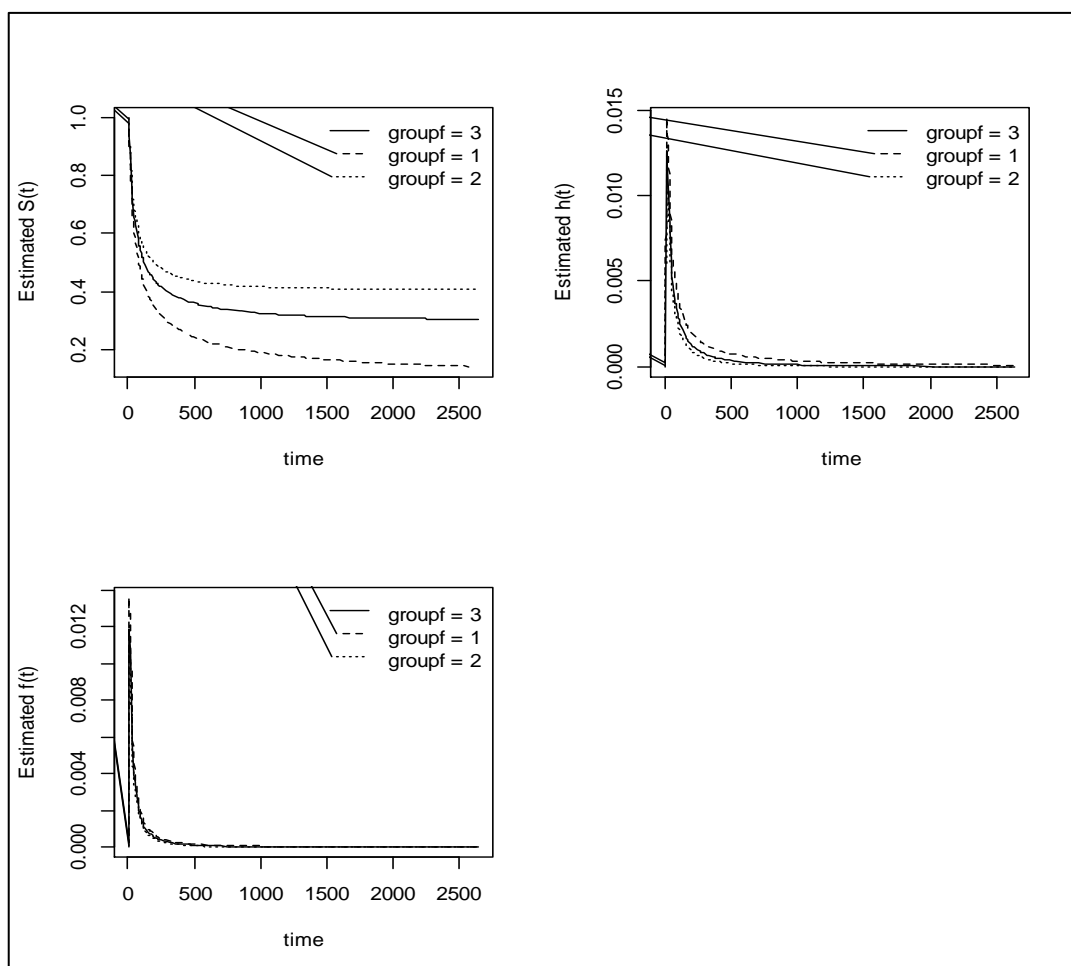 Estimated S(t)
1.0
0.8
0.6
0.4
0.2
groupf = 3
groupf = 1
groupf = 2
0 500 1000 1500 2000 2500
time
Estimated h(t)
0.015
0.010
0.005
0.000
groupf = 3
groupf = 1
groupf = 2
0 500 1000 1500 2000 2500
time
Estimated f(t)
0.012
0.008
0.004
0.000
groupf = 3
groupf = 1
groupf = 2
0 500 1000 1500 2000 2500
time